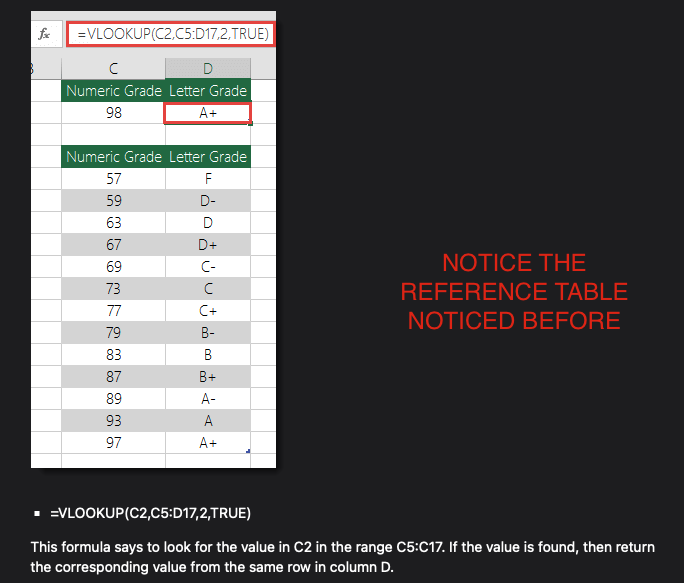 fx =VLOOKUP(C2,C5:D17,2,TRUE)
B C D
Numeric Grade Letter Grade
98 A+
Numeric Grade Letter Grade
57 F
59 D-
63 D
67 D+
69 C-
73 C
77 C+
79 B-
83 B
87 B+
89 A-
93 A
97 A+
NOTICE THE
REFERENCE TABLE
NOTICED BEFORE
▪ =VLOOKUP(C2,C5:D17,2,TRUE)
This formula says to look for the value in C2 in the range C5:C17. If the value is found, then return
the corresponding value from the same row in column D.